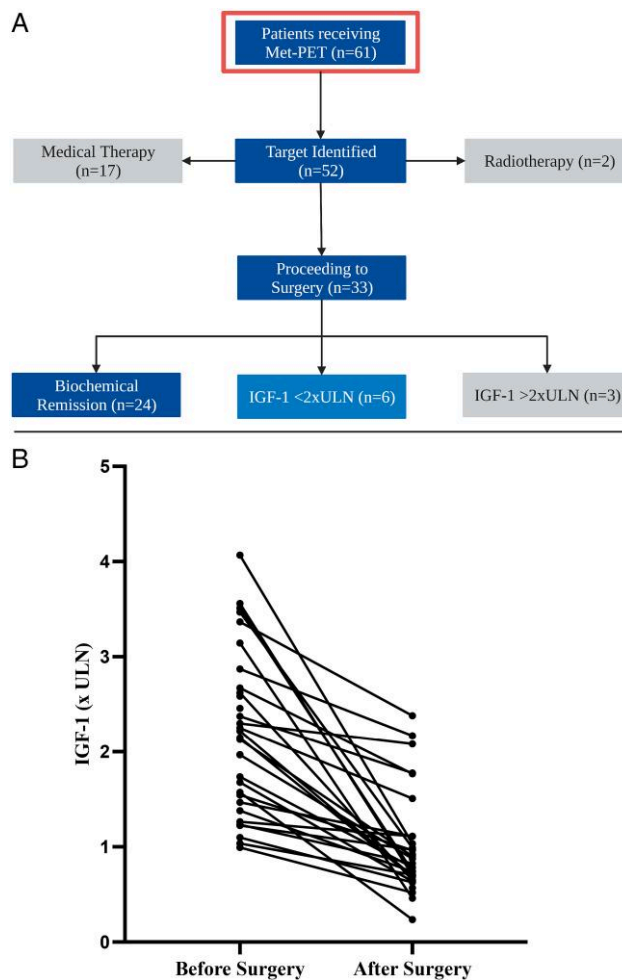 A
Patients receiving
Met-PET (n=61)
Medical Therapy
(n=17)
Target Identified
(n=52)
Radiotherapy (n=2)
Proceeding to
Surgery (n=33)
Biochemical
Remission (n=24)
IGF-1 <2xULN (n=6)
IGF-1 >2xULN (n=3)
B
IGF-1 (x ULN)
5
4
3
2
1
0
Before Surgery
After Surgery